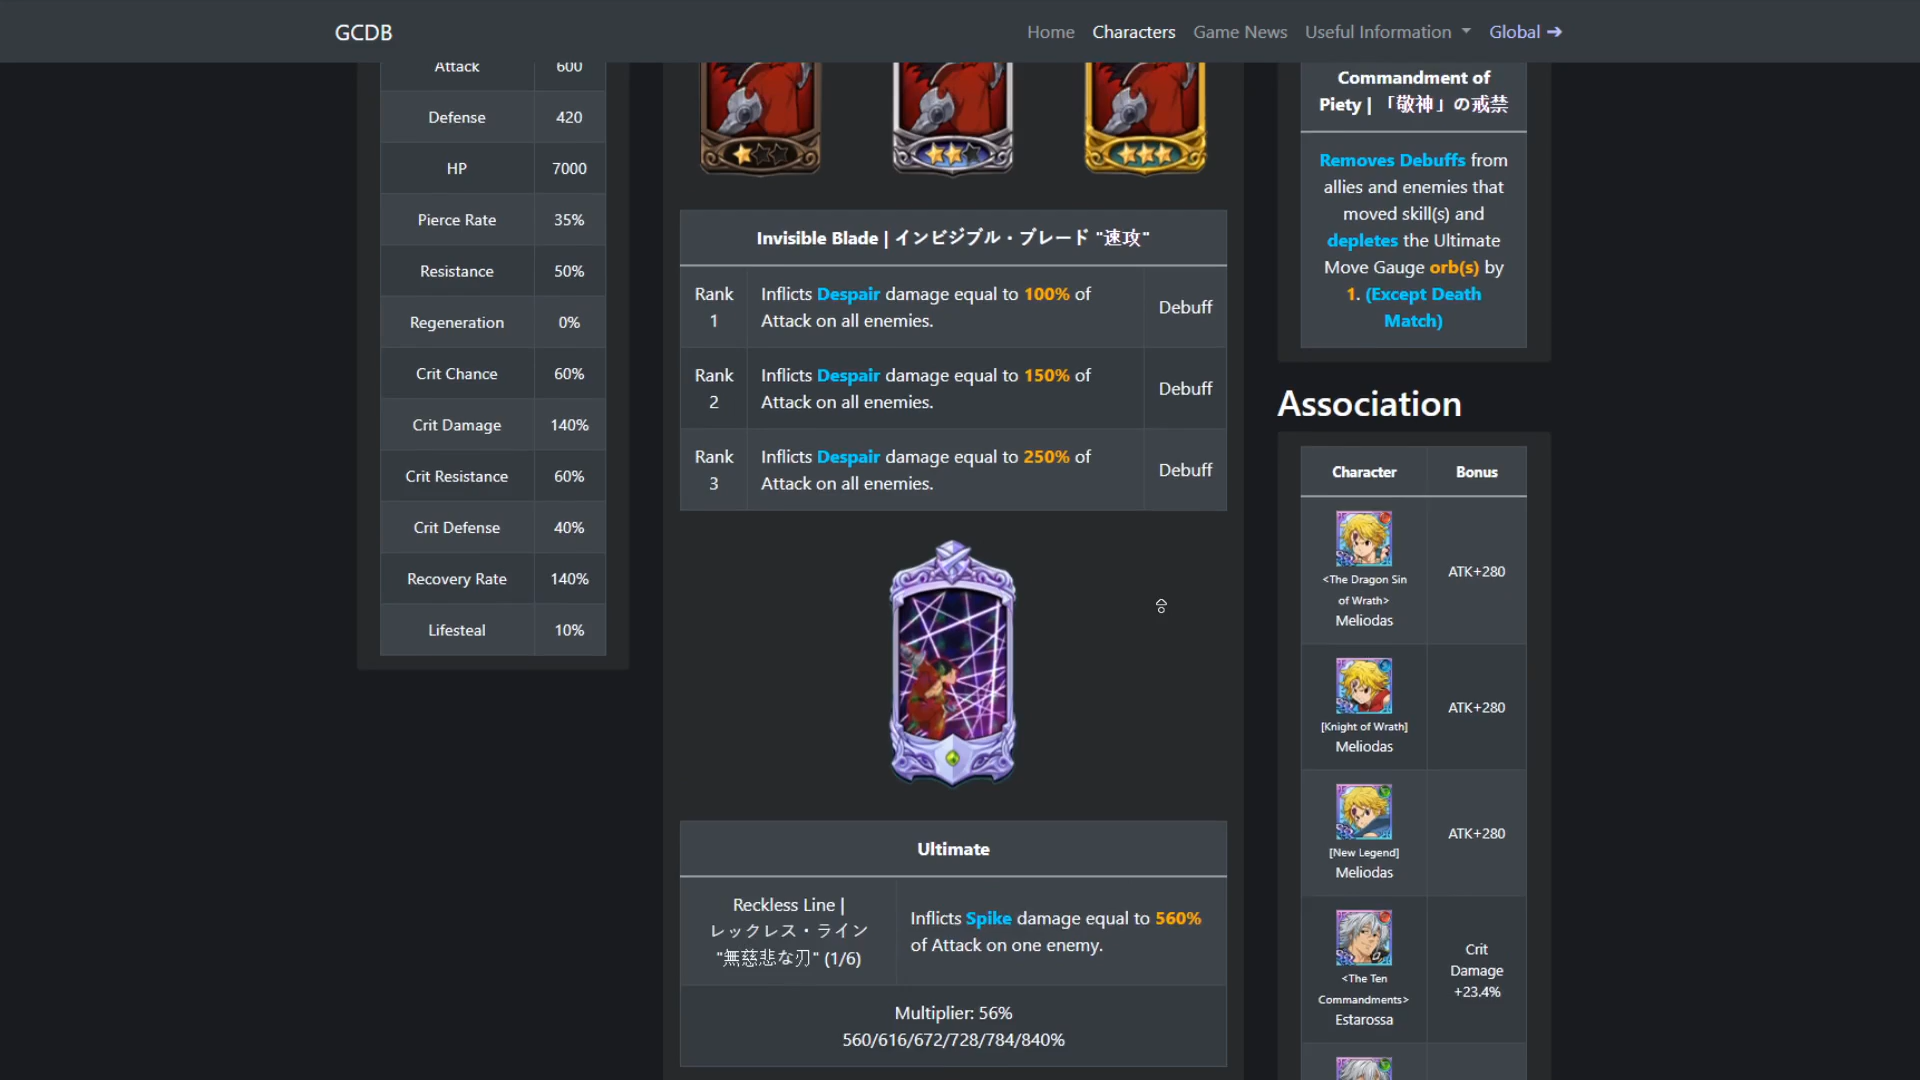 GCDB
Home
Characters
Game News
Useful Information
Global
Attack 600
Defense 420
HP 7000
Pierce Rate 35%
Resistance 50%
Regeneration 0%
Crit Chance 60%
Crit Damage 140%
Crit Resistance 60%
Crit Defense 40%
Recovery Rate 140%
Lifesteal 10%
Invisible Blade | インビジブル・ブレード "速攻"
Rank
1
Inflicts Despair damage equal to 100% of
Attack on all enemies.
Debuff
Rank
2
Inflicts Despair damage equal to 150% of
Attack on all enemies.
Debuff
Rank
3
Inflicts Despair damage equal to 250% of
Attack on all enemies.
Debuff
Ultimate
Reckless Line |
レックレス・ライン
"無慈悲な刃" (1/6)
Inflicts Spike damage equal to 560%
of Attack on one enemy.
Multiplier: 56%
560/616/672/728/784/840%
Commandment of
Piety | 「敬神」の戒禁
Removes Debuffs from
allies and enemies that
moved skill(s) and
depletes the Ultimate
Move Gauge orb(s) by
1. (Except Death
Match)
Association
Character Bonus
<The Dragon Sin
of Wrath>
Meliodas
ATK+280
[Knight of Wrath]
Meliodas
ATK+280
[New Legend]
Meliodas
ATK+280
<The Ten
Commandments>
Estarossa
Crit
Damage
+23.4%